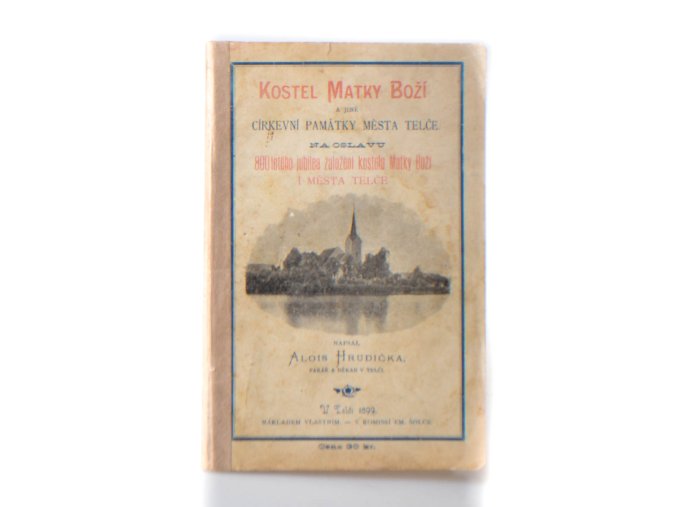 KOSTEL MATKY BOŽÍ
A JINÉ
CÍRKEVNÍ PAMÁTKY MĚSTA TELČE
NA OSLAVU
800letého jubilea založení kostela Matky Boží
I MĚSTA TELČE
NAPSAL
ALOIS HRUDIČKA,
FARÁŘ A DĚKAN V TELČI.
V Telči 1899.
NÁKLADEM VLASTNÍM. — V KOMISSI EM. ŠOLCE.
Cena 30 kr.